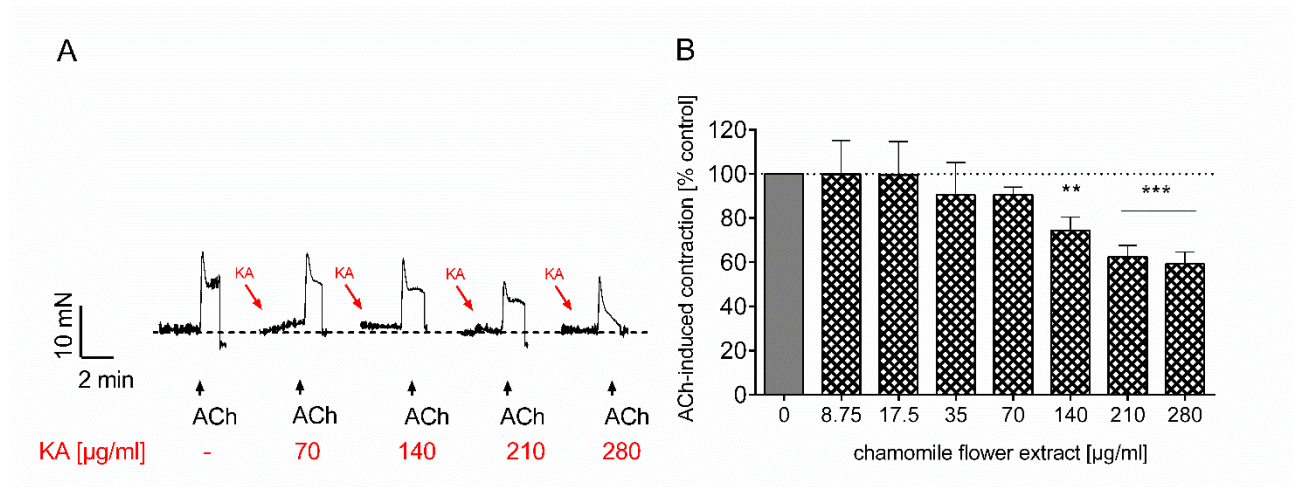 A
KA KA KA KA
10 mN
2 min
ACh ACh ACh ACh ACh
KA [µg/ml] - 70 140 210 280
B
ACh-induced contraction [% control]
120
100
80
60
40
20
0
** ***
0 8.75 17.5 35 70 140 210 280
chamomile flower extract [µg/ml]